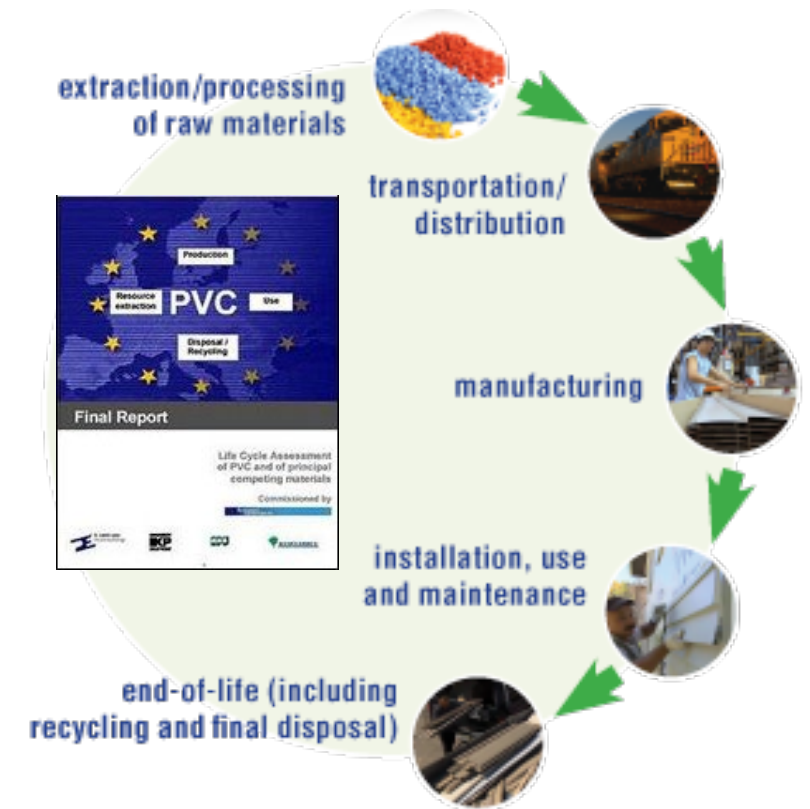 extraction/processing
of raw materials
transportation/
distribution
Production
Resource
extraction
PVC
Use
Disposal /
Recycling
manufacturing
Final Report
Life Cycle Assessment
of PVC and of principal
competing materials
Commissioned by
installation, use
and maintenance
end-of-life (including
recycling and final disposal)